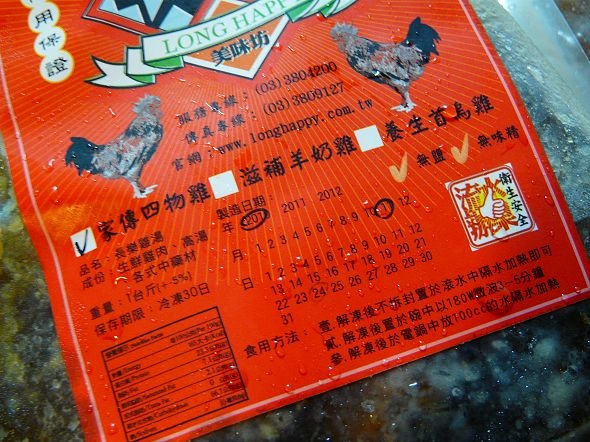 用保證
LONG HAPPY
美味坊
服務專線：(03)3804200
傳真專線：(03)3809127
官網：www.longhappy.com.tw
✓家傳四物雞□滋補羊奶雞□養生首烏雞
✓無鹽✓無味精
衛生安全
品名：長樂雞湯
成份：生鮮雞肉、高湯
各式中藥材
重量：1台斤(+-5%)
保存期限：冷凍30日
製造日期：
年 2010 2011 2012
月 1 2 3 4 5 6 7 8 9 10 11 12
日 1 2 3 4 5 6 7 8 9 10 11 12
13 14 15 16 17 18 19 20 21
22 23 24 25 26 27 28 29 30
31
食用方法：壹.解凍後不拆封置於滾水中隔水加熱即可
貳.解凍後置於碗中以180W微波3-5分鐘
參.解凍後於電鍋中放100cc的水隔水加熱